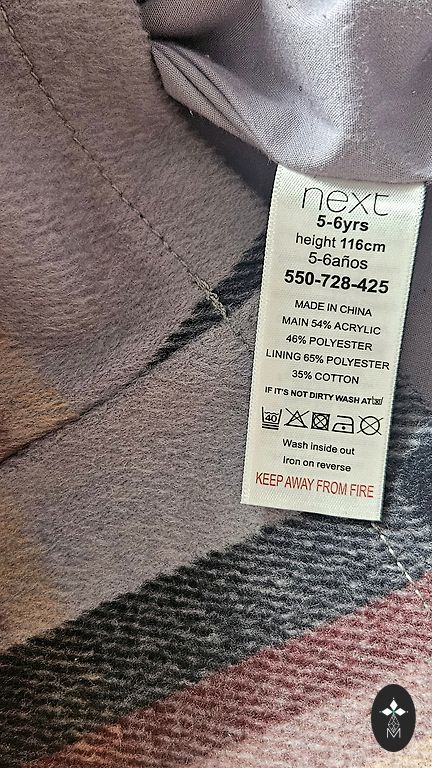 next
5-6yrs
height 116cm
5-6años
550-728-425
MADE IN CHINA
MAIN 54% ACRYLIC
46% POLYESTER
LINING 65% POLYESTER
35% COTTON
IF IT'S NOT DIRTY WASH AT 30
40
Wash inside out
Iron on reverse
KEEP AWAY FROM FIRE
M